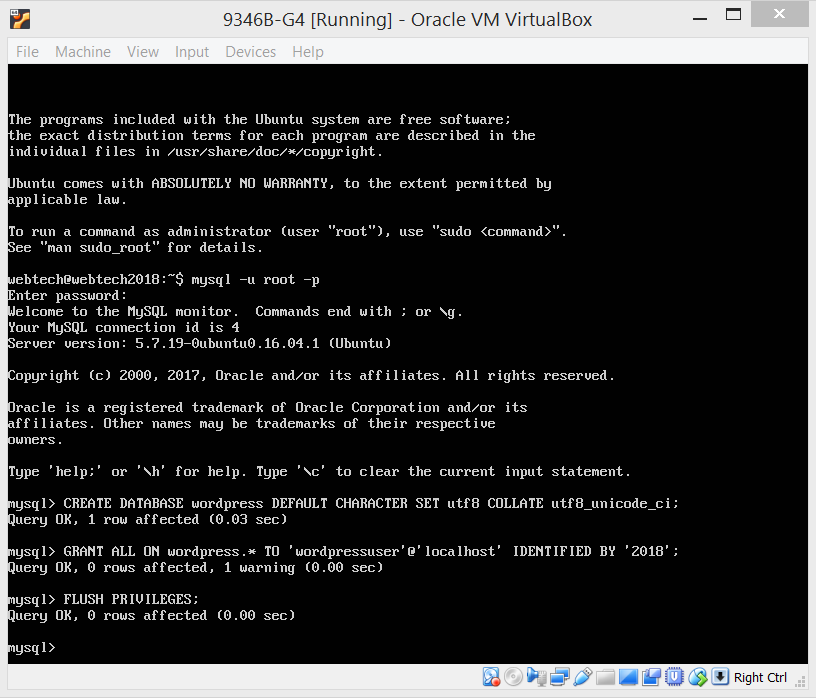 9346B-G4 [Running] - Oracle VM VirtualBox
File Machine View Input Devices Help
The programs included with the Ubuntu system are free software;
the exact distribution terms for each program are described in the
individual files in /usr/share/doc/*/copyright.
Ubuntu comes with ABSOLUTELY NO WARRANTY, to the extent permitted by
applicable law.
To run a command as administrator (user "root"), use "sudo <command>".
See "man sudo_root" for details.
webtech@webtech2018:~$ mysql -u root -p
Enter password:
Welcome to the MySQL monitor.  Commands end with ; or \g.
Your MySQL connection id is 4
Server version: 5.7.19-0ubuntu0.16.04.1 (Ubuntu)
Copyright (c) 2000, 2017, Oracle and/or its affiliates. All rights reserved.
Oracle is a registered trademark of Oracle Corporation and/or its
affiliates. Other names may be trademarks of their respective
owners.
Type 'help;' or '\h' for help. Type '\c' to clear the current input statement.
mysql> CREATE DATABASE wordpress DEFAULT CHARACTER SET utf8 COLLATE utf8_unicode_ci;
Query OK, 1 row affected (0.03 sec)
mysql> GRANT ALL ON wordpress.* TO 'wordpressuser'@'localhost' IDENTIFIED BY '2018';
Query OK, 0 rows affected, 1 warning (0.00 sec)
mysql> FLUSH PRIVILEGES;
Query OK, 0 rows affected (0.00 sec)
mysql>
Right Ctrl